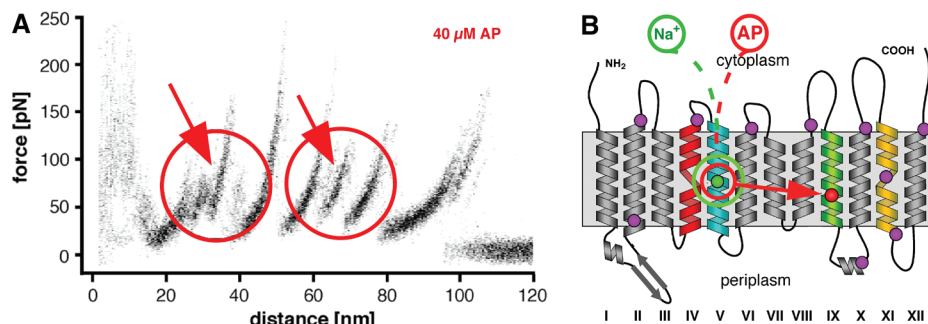 A
40 µM AP
force [pN]
250
200
150
100
50
0
0
20
40
60
80
100
120
distance [nm]
B
Na+
AP
cytoplasm
NH2
COOH
periplasm
I II III IV V VI VII VIII IX X XI XII